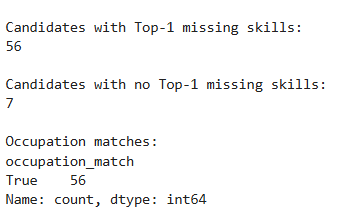 Candidates with Top-1 missing skills:
56
Candidates with no Top-1 missing skills:
7
Occupation matches:
occupation_match
True    56
Name: count, dtype: int64